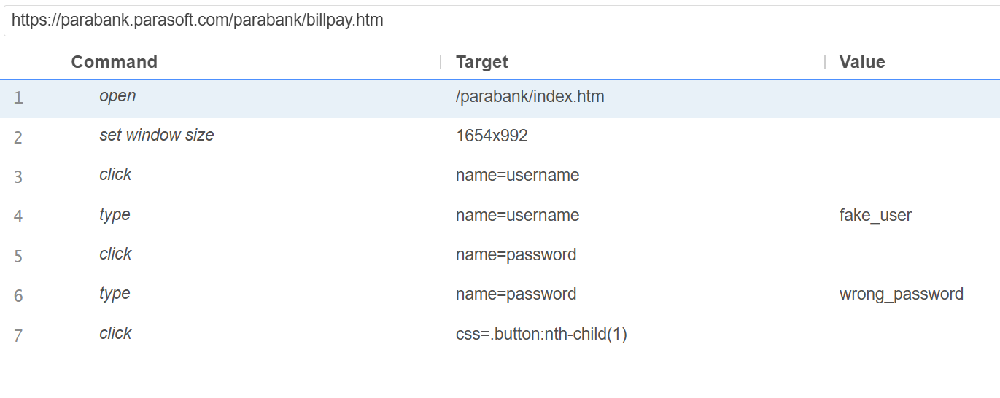 https://parabank.parasoft.com/parabank/billpay.htm
Command Target Value
1 open /parabank/index.htm
2 set window size 1654x992
3 click name=username
4 type name=username fake_user
5 click name=password
6 type name=password wrong_password
7 click css=.button:nth-child(1)